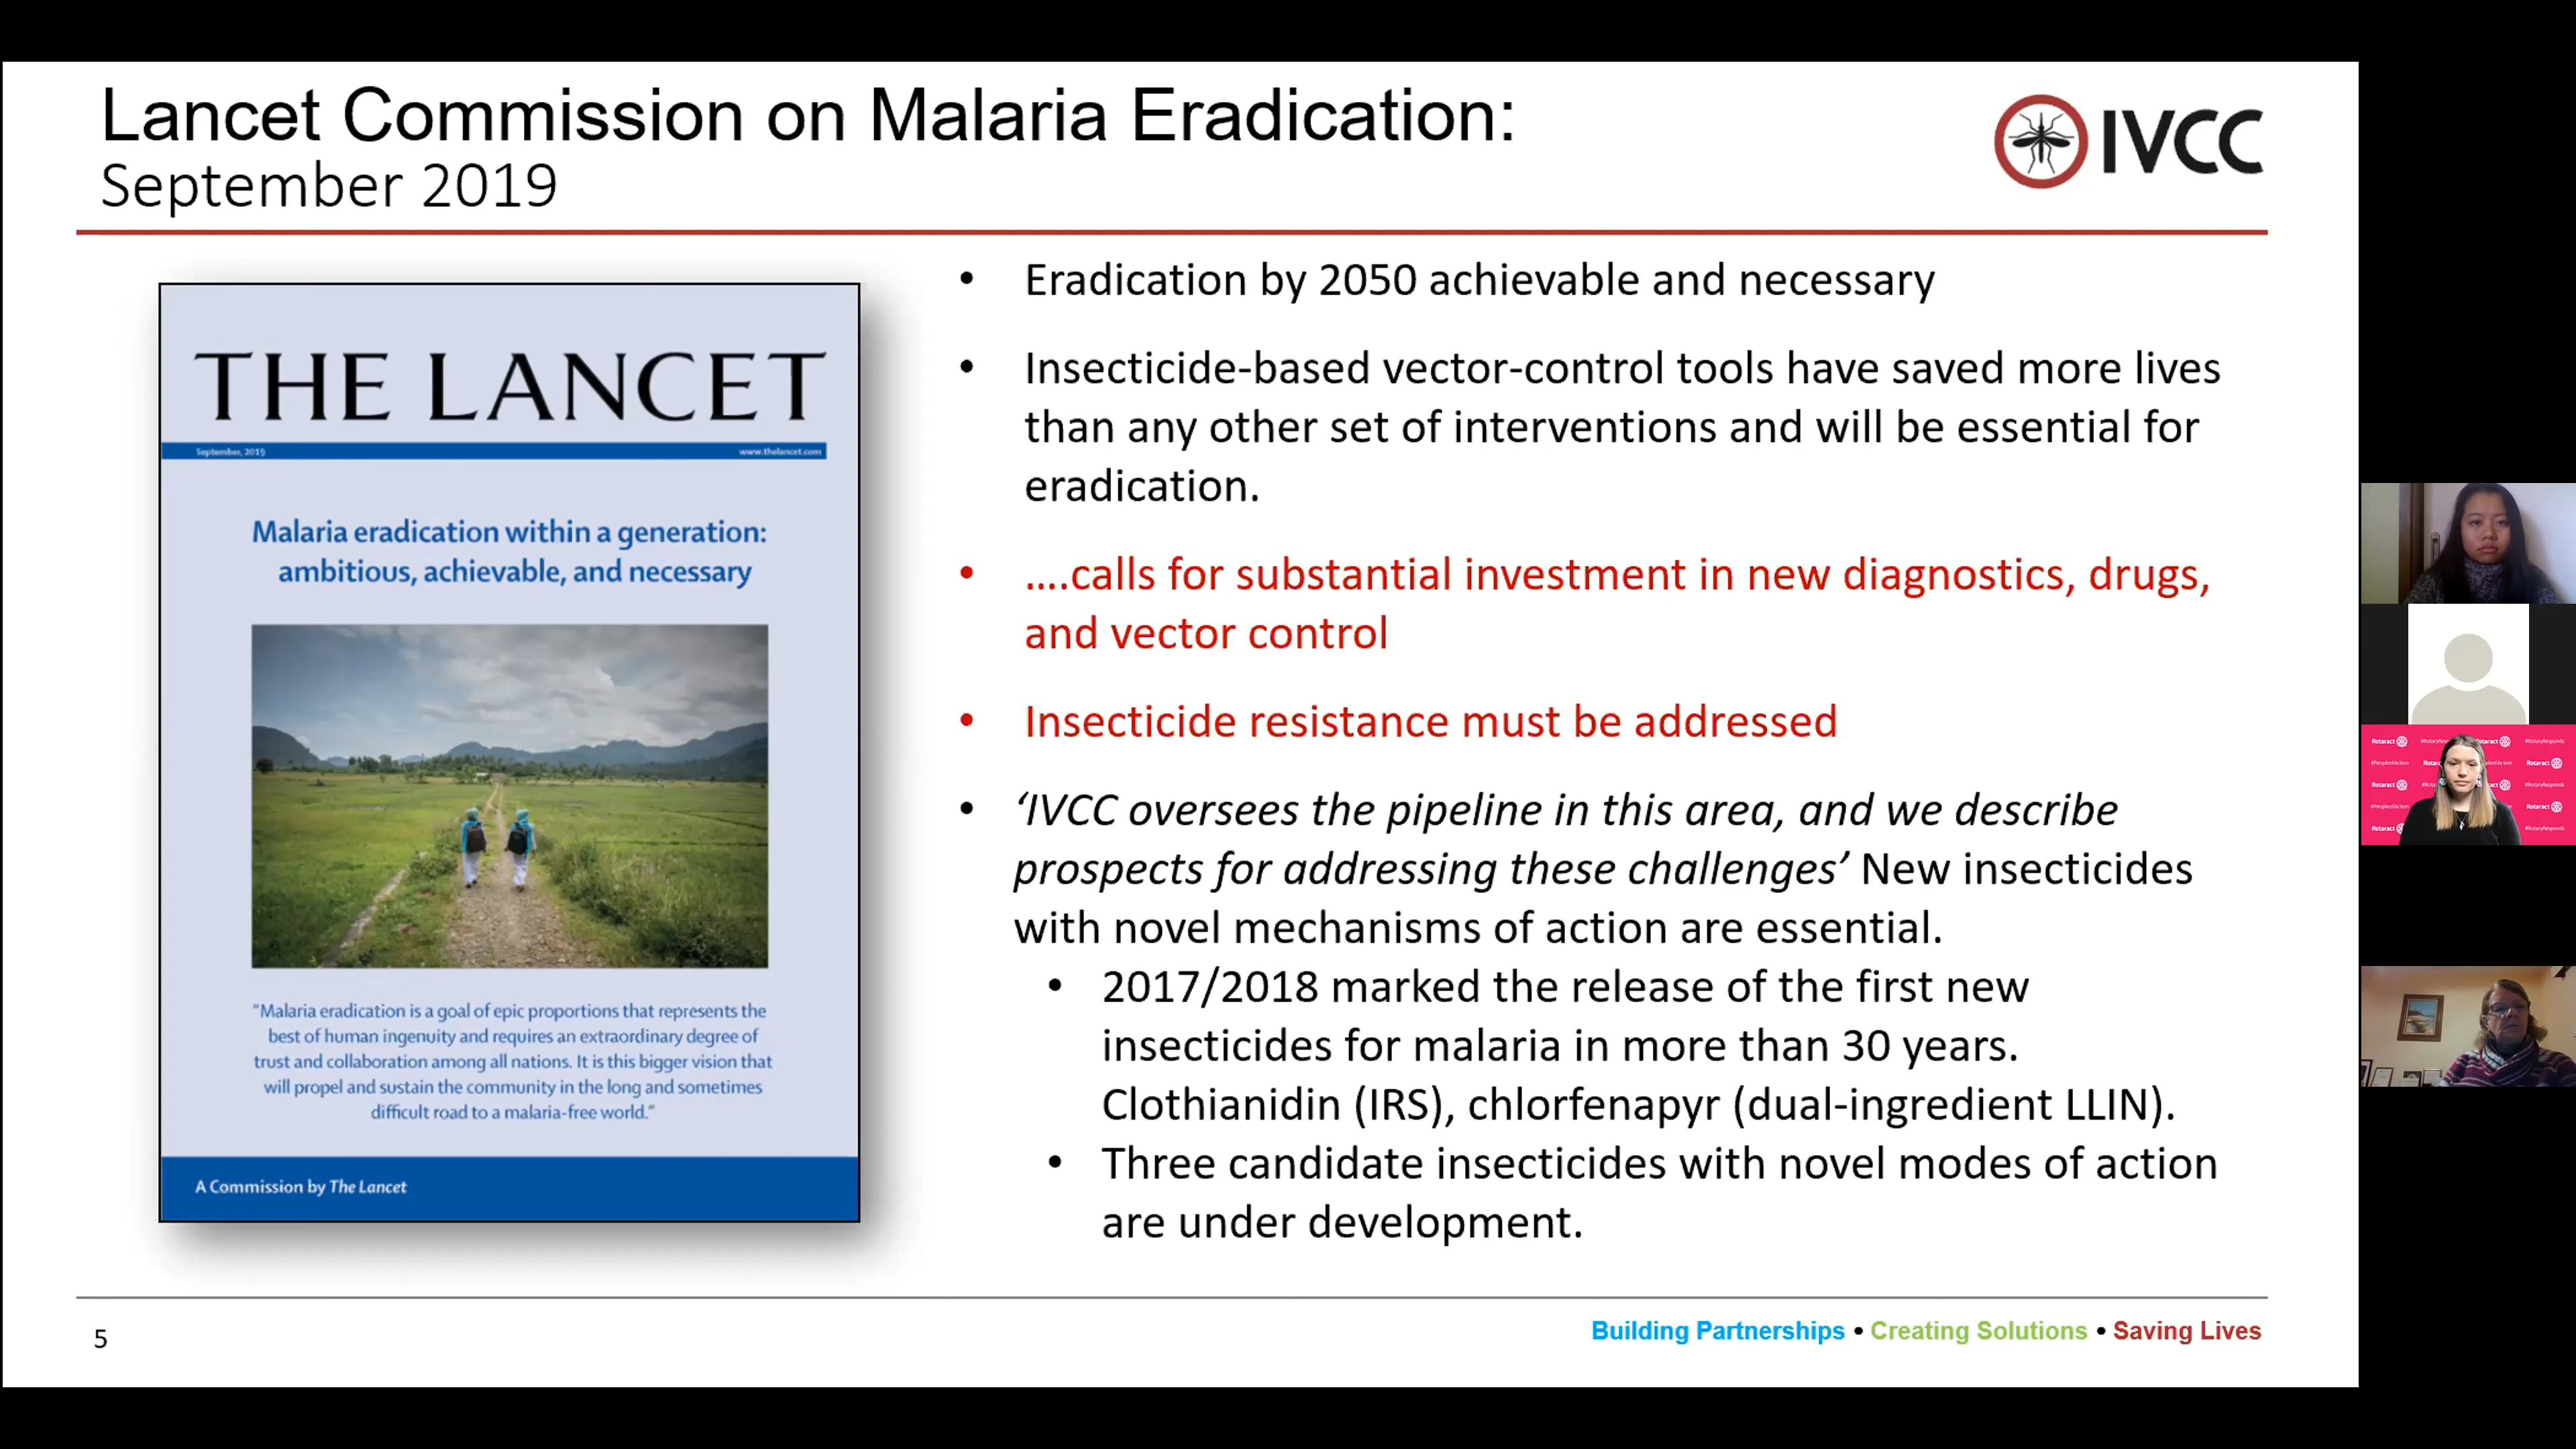 Lancet Commission on Malaria Eradication:
September 2019
IVCC
THE LANCET
September, 2019
www.thelancet.com
Malaria eradication within a generation:
ambitious, achievable, and necessary
"Malaria eradication is a goal of epic proportions that represents the
best of human ingenuity and requires an extraordinary degree of
trust and collaboration among all nations. It is this bigger vision that
will propel and sustain the community in the long and sometimes
difficult road to a malaria-free world."
A Commission by The Lancet
• Eradication by 2050 achievable and necessary
• Insecticide-based vector-control tools have saved more lives
than any other set of interventions and will be essential for
eradication.
• ....calls for substantial investment in new diagnostics, drugs,
and vector control
• Insecticide resistance must be addressed
• ‘IVCC oversees the pipeline in this area, and we describe
prospects for addressing these challenges’ New insecticides
with novel mechanisms of action are essential.
• 2017/2018 marked the release of the first new
insecticides for malaria in more than 30 years.
Clothianidin (IRS), chlorfenapyr (dual-ingredient LLIN).
• Three candidate insecticides with novel modes of action
are under development.
5
Building Partnerships • Creating Solutions • Saving Lives
Rotaract
#RotaryResponds
Rotaract
Rotaract
#RotaryResponds
Rotaract
Rotaract
#RotaryResponds